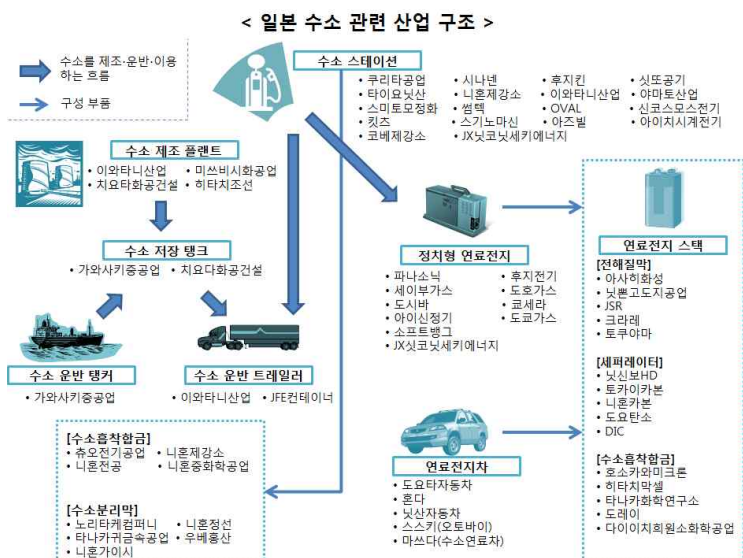 < 일본 수소 관련 산업 구조 >
수소를 제조·운반·이용
하는 흐름
구성 부품
수소 스테이션
• 쿠리타공업 • 시나넨 • 후지킨 • 싯또공기
• 타이요닛산 • 니혼제강소 • 이와타니산업 • 야마토산업
• 스미토모정화 • 썸텍 • OVAL • 신코스모스전기
• 킷츠 • 스기노마신 • 아즈빌 • 아이치시계전기
• 코베제강소 • JX닛코닛세키에너지
수소 제조 플랜트
• 이와타니산업 • 미쓰비시화공업
• 치요타화공건설 • 히타치조선
수소 저장 탱크
• 가와사키중공업 • 치요다화공건설
수소 운반 탱커
• 가와사키중공업
수소 운반 트레일러
• 이와타니산업 • JFE컨테이너
정치형 연료전지
• 파나소닉 • 후지전기
• 세이부가스 • 도호가스
• 도시바 • 쿄세라
• 아이신정기 • 도쿄가스
• 소프트뱅크
• JX싯코닛세키에너지
연료전지차
• 도요타자동차
• 혼다
• 닛산자동차
• 스스키(오토바이)
• 마쓰다(수소연료차)
연료전지 스택
[전해질막]
• 아사히화성
• 닛뽄고도지공업
• JSR
• 크라레
• 토쿠야마
[세퍼레이터]
• 닛신보HD
• 토카이카본
• 니혼카본
• 도요탄소
• DIC
[수소흡착합금]
• 호소카와미크론
• 히타치막셀
• 타나카화학연구소
• 도레이
• 다이이치희원소화학공업
[수소흡착합금]
• 츄오전기공업 • 니혼제강소
• 니혼전공 • 니혼중화학공업
[수소분리막]
• 노리타케컴퍼니 • 니혼정선
• 타나카귀금속공업 • 우베흥산
• 니혼가이시